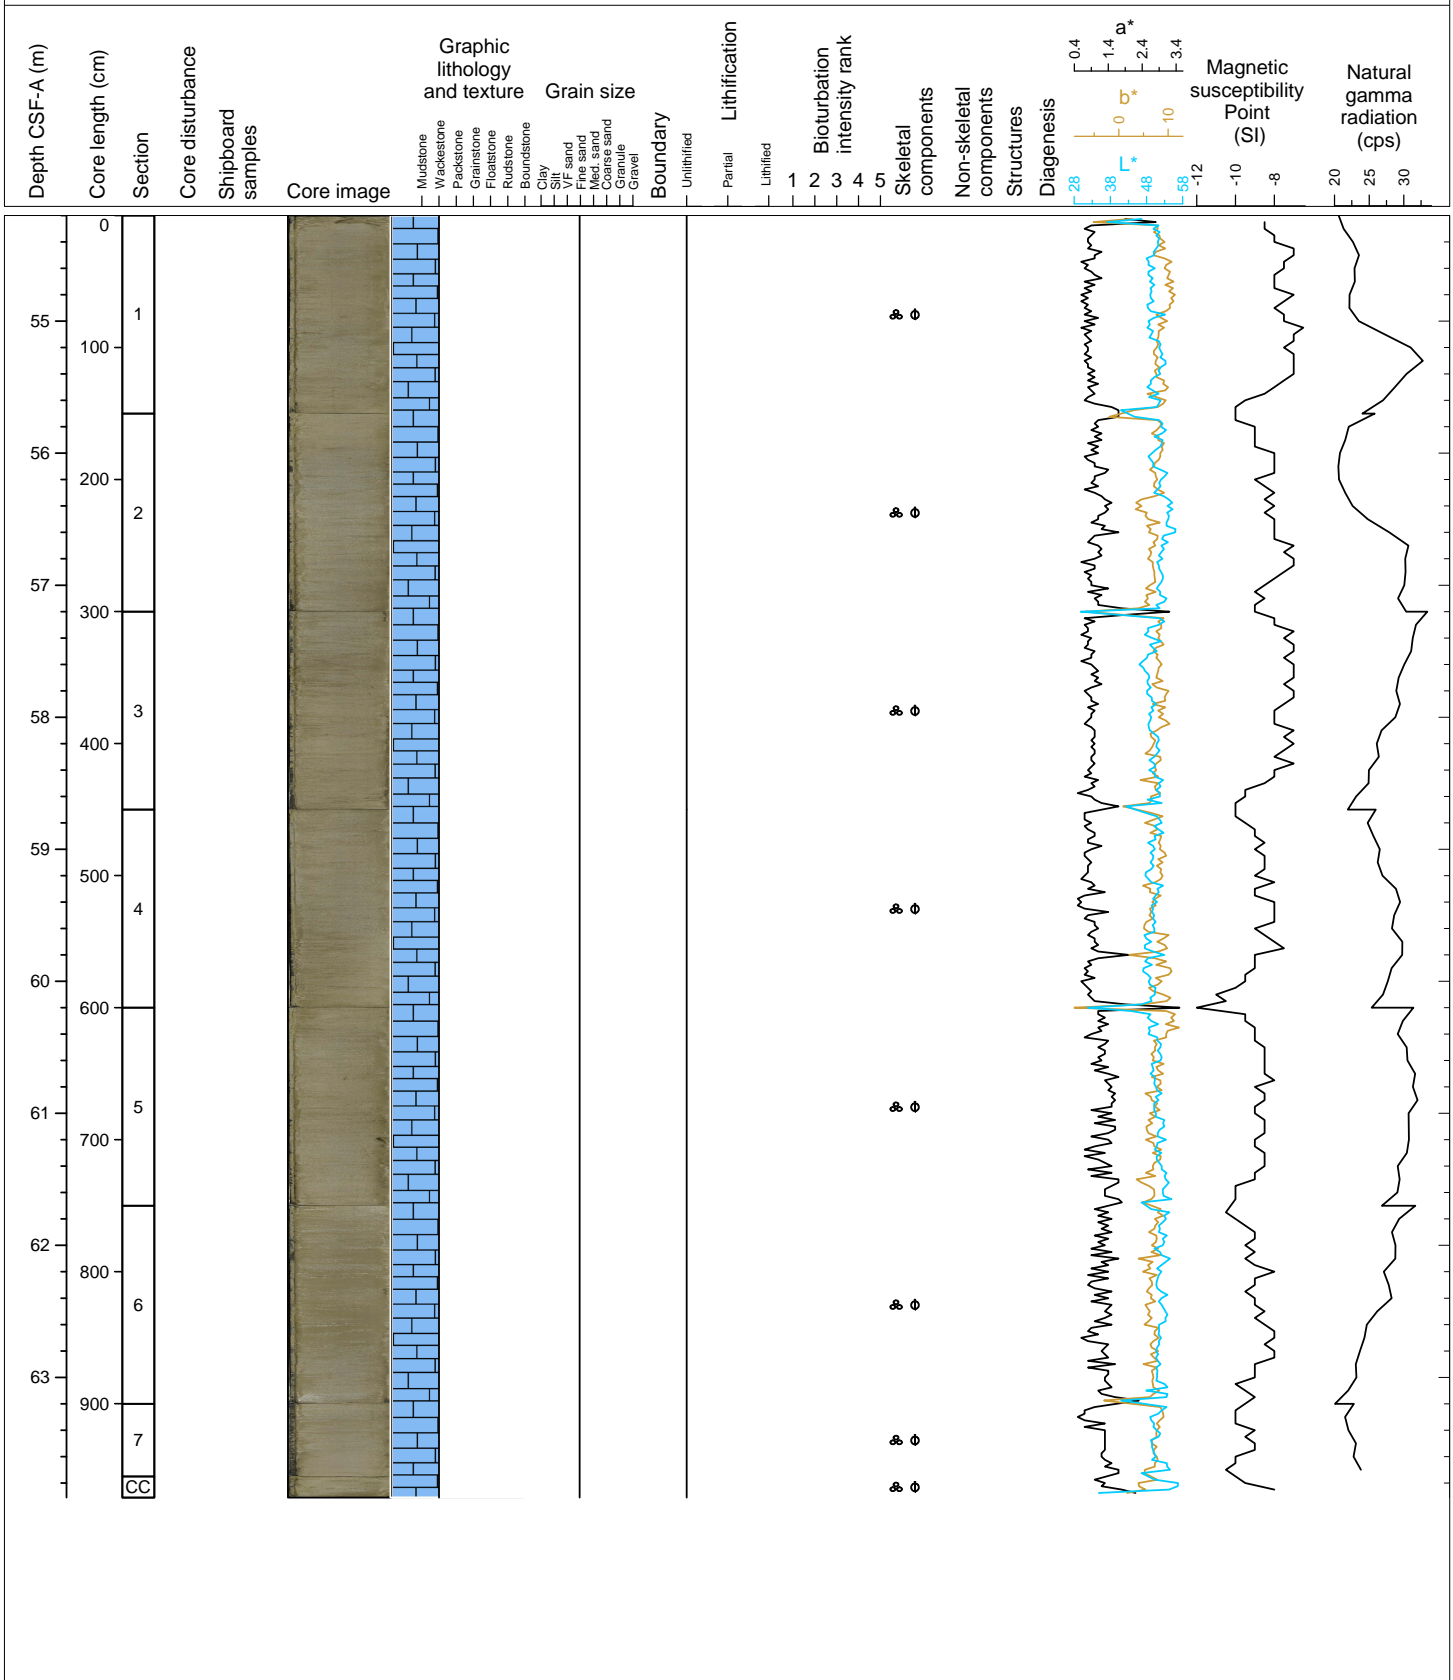 Depth CSF-A (m)
Core length (cm)
Section
Core disturbance
Shipboard
samples
Core image
Graphic
lithology
and texture
Mudstone
Wackestone
Packstone
Grainstone
Floatstone
Rudstone
Boundstone
Grain size
Clay
Silt
VF sand
Fine sand
Med. sand
Coarse sand
Granule
Gravel
Boundary
Lithification
Unlithified
Partial
Lithified
Bioturbation
intensity rank
1 2 3 4 5
Skeletal
components
Non-skeletal
components
Structures
Diagenesis
a*
0.4 1.4 2.4 3.4
b*
0 10
L*
28 38 48 58
Magnetic
susceptibility
Point
(SI)
-12 -10 -8
Natural
gamma
radiation
(cps)
20 25 30
0
1
55
100
56
200
2
57
300
3
58
400
59
500
4
60
600
5
61
700
62
800
6
63
900
7
CC